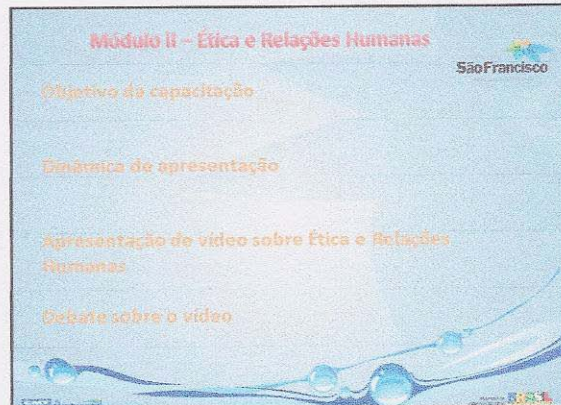 Módulo II – Ética e Relações Humanas
São Francisco
Objetivo da capacitação
Dinâmica de apresentação
Apresentação de vídeo sobre Ética e Relações
Humanas
Debate sobre o vídeo
BRASIL